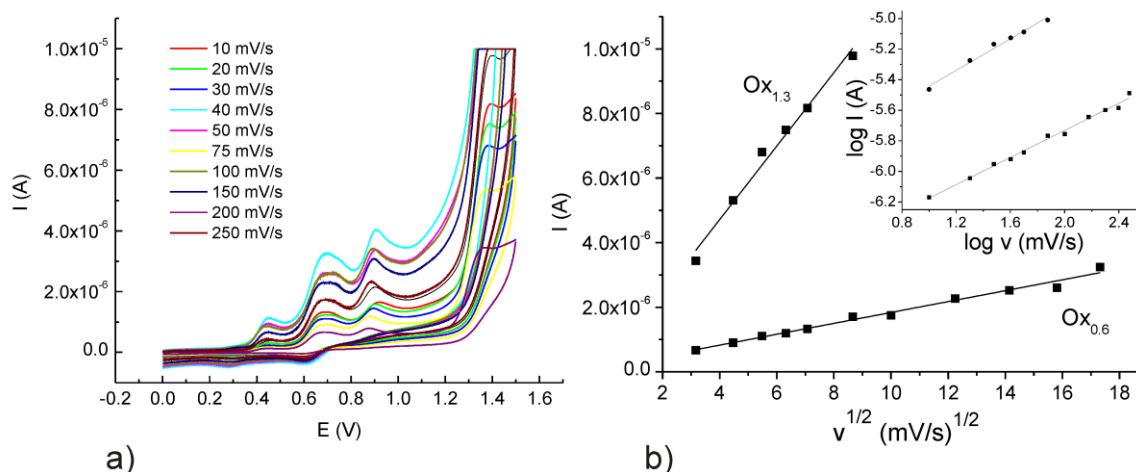 1.0x10⁻⁵
8.0x10⁻⁶
6.0x10⁻⁶
4.0x10⁻⁶
2.0x10⁻⁶
0.0
I (A)
10 mV/s
20 mV/s
30 mV/s
40 mV/s
50 mV/s
75 mV/s
100 mV/s
150 mV/s
200 mV/s
250 mV/s
-0.2 0.0 0.2 0.4 0.6 0.8 1.0 1.2 1.4 1.6
E (V)
a)
1.0x10⁻⁵
8.0x10⁻⁶
6.0x10⁻⁶
4.0x10⁻⁶
2.0x10⁻⁶
0.0
I (A)
Ox₁.₃
Ox₀.₆
2 4 6 8 10 12 14 16 18
v¹ᐟ² (mV/s)¹ᐟ²
-5.0
-5.2
-5.4
-5.6
-5.8
-6.0
-6.2
log I (A)
0.8 1.2 1.6 2.0 2.4
log v (mV/s)
b)